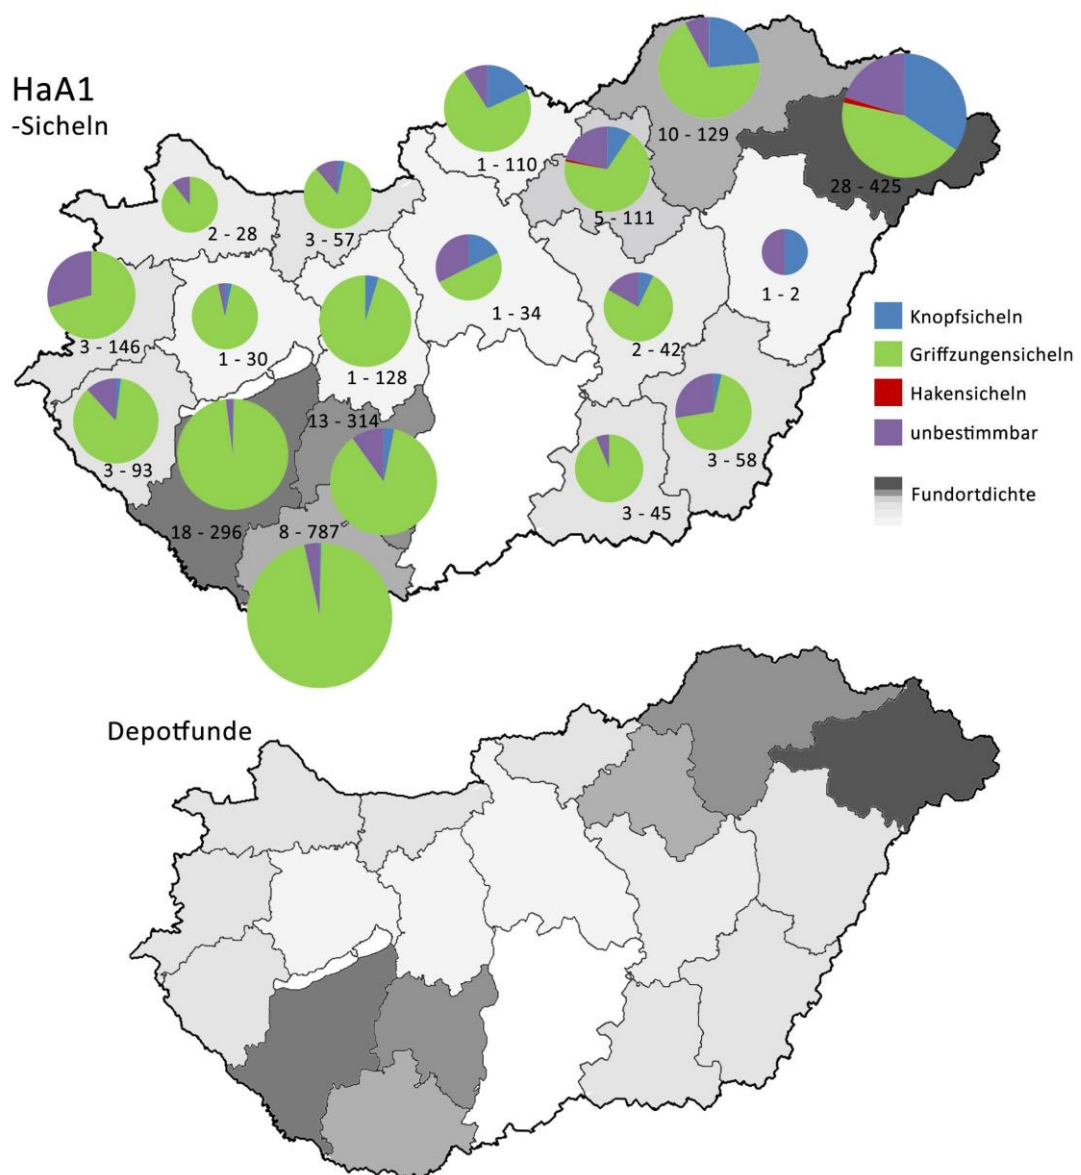 HaA1
-Sicheln
10 - 129
1 - 110
28 - 425
5 - 111
2 - 28
3 - 57
1 - 2
1 - 34
2 - 42
3 - 146
1 - 30
1 - 128
13 - 314
3 - 93
3 - 58
3 - 45
18 - 296
8 - 787
Knopfsicheln
Griffzungensicheln
Hakensicheln
unbestimmbar
Fundortdichte
Depotfunde